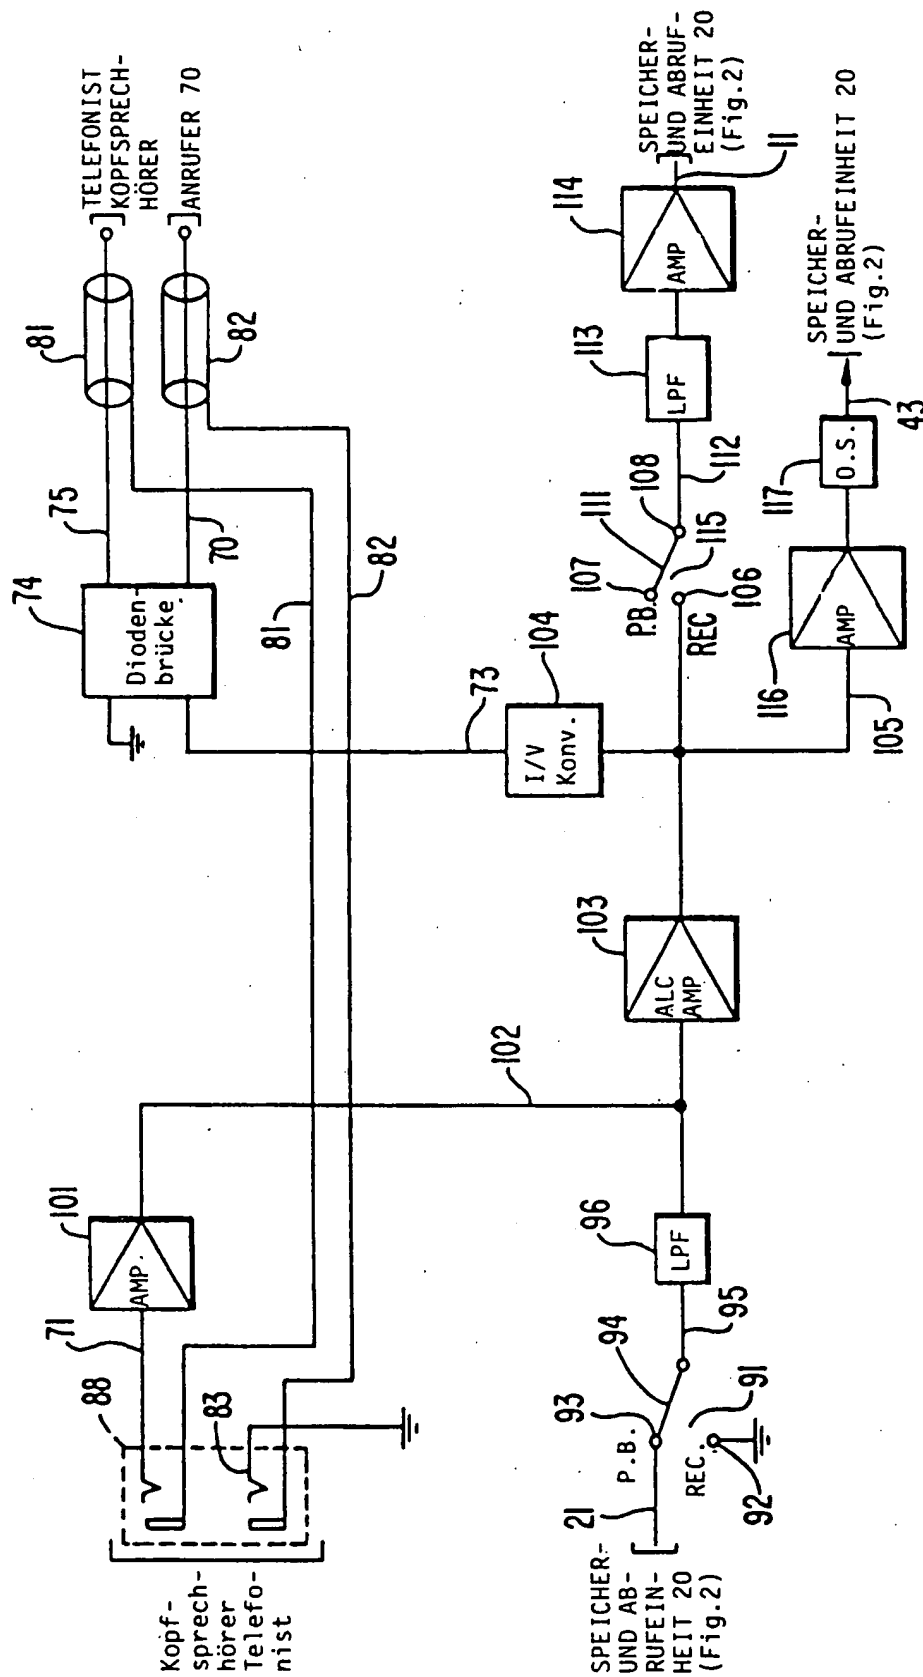 Kopf-
sprech-
hörer
Telefo-
nist
88
83
71
101
AMP.
102
81
82
74
Dioden-
brücke
75
70
81
82
TELEFONIST
KOPFSPRECH-
HÖRER
ANRUFER 70
73
104
I/V
Konv.
SPEICHER-
UND AB-
RUFEIN-
HEIT 20
(Fig.2)
21
P.B.
93
94
REC.
92
91
95
96
LPF
103
ALC
AMP
107
P.B.
111
108
REC
106
115
112
113
LPF
114
AMP
11
SPEICHER-
UND ABRUF-
EINHEIT 20
(Fig.2)
105
116
AMP
117
O.S.
43
SPEICHER-
UND ABRUFEINHEIT 20
(Fig.2)